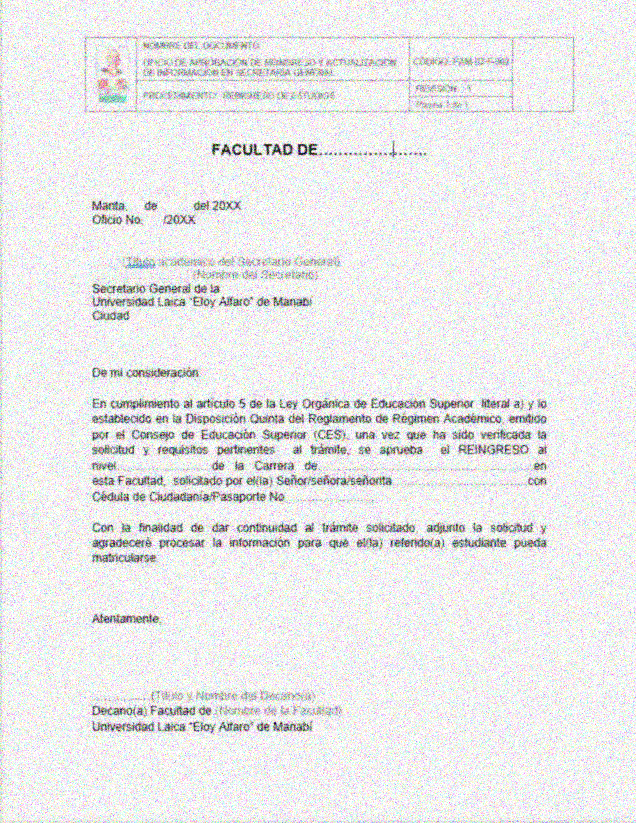 NOMBRE DEL DOCUMENTO
OFICIO DE APROBACIÓN DE REINGRESO Y ACTUALIZACIÓN DE INFORMACIÓN EN SECRETARÍA GENERAL
CÓDIGO:
PROCEDIMIENTO: REINGRESO DE ESTUDIOS
REVISIÓN: 1
Página 1 de 1
FACULTAD DE......................
Manta, de del 20XX
Oficio No. /20XX
(Título académico del Secretario General)
(Nombre del Secretario)
Secretario General de la
Universidad Laica “Eloy Alfaro” de Manabí
Ciudad
De mi consideración
En cumplimiento al artículo 5 de la Ley Orgánica de Educación Superior literal a) y lo
establecido en la Disposición Quinta del Reglamento de Régimen Académico, emitido
por el Consejo de Educación Superior (CES), una vez que ha sido verificada la
solicitud y requisitos pertinentes al trámite, se aprueba el REINGRESO al
nivel........................ de la Carrera de........................................................ en
esta Facultad, solicitado por el(la) Señor/señora/señorita.................................... con
Cédula de Ciudadanía/Pasaporte No..............................
Con la finalidad de dar continuidad al trámite solicitado, adjunto la solicitud y
agradeceré procesar la información para que el(la) referido(a) estudiante pueda
matricularse.
Atentamente,
................(Título y Nombre del Decano(a)
Decano(a) Facultad de (Nombre de la Facultad)
Universidad Laica “Eloy Alfaro” de Manabí